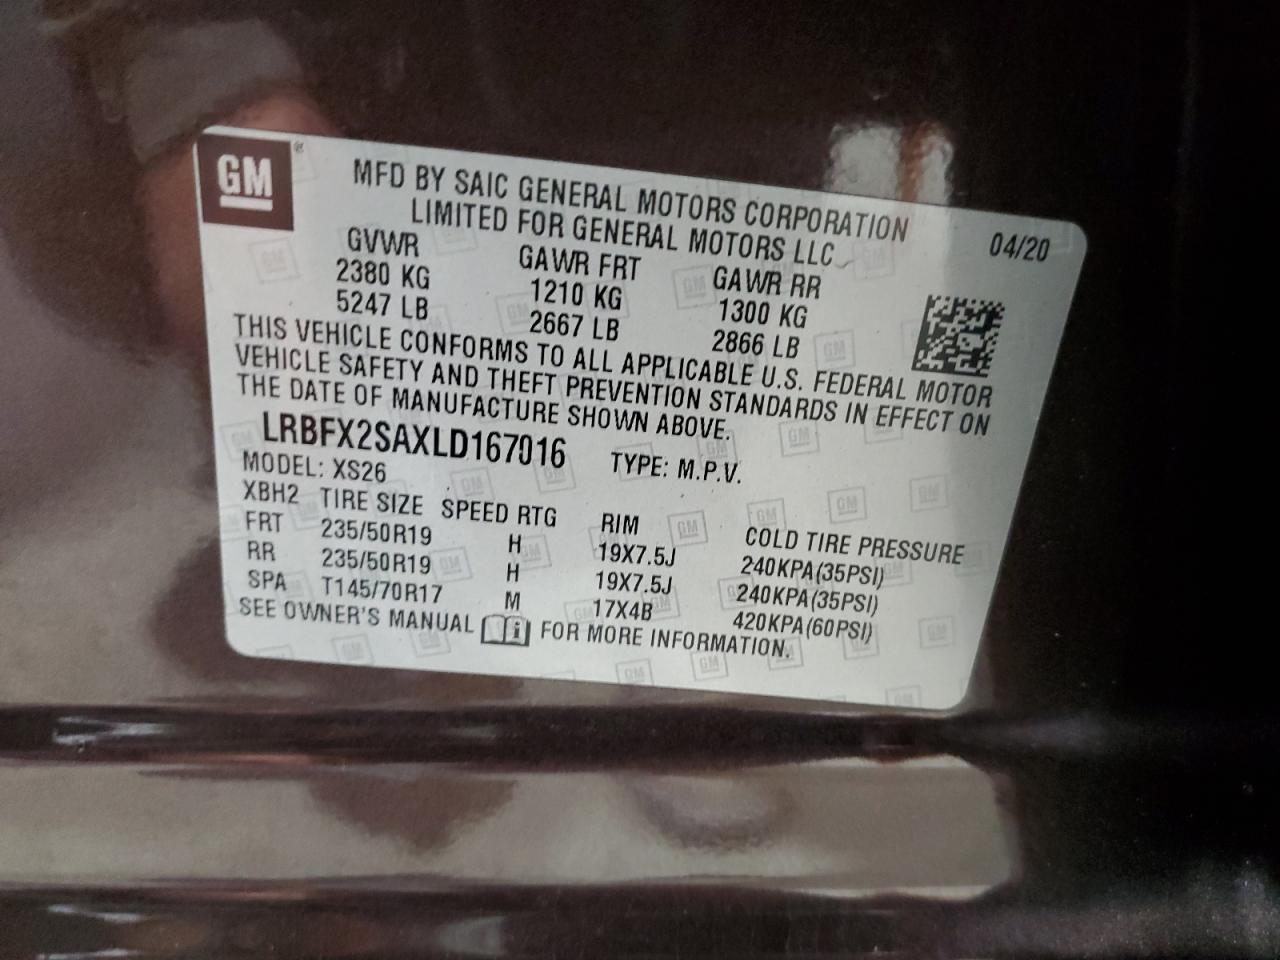 GM ®
MFD BY SAIC GENERAL MOTORS CORPORATION
LIMITED FOR GENERAL MOTORS LLC
04/20
GVWR GAWR FRT GAWR RR
2380 KG 1210 KG 1300 KG
5247 LB 2667 LB 2866 LB
THIS VEHICLE CONFORMS TO ALL APPLICABLE U.S. FEDERAL MOTOR
VEHICLE SAFETY AND THEFT PREVENTION STANDARDS IN EFFECT ON
THE DATE OF MANUFACTURE SHOWN ABOVE.
LRBFX2SAXLD167016 TYPE: M.P.V.
MODEL: XS26
XBH2 TIRE SIZE SPEED RTG RIM COLD TIRE PRESSURE
FRT 235/50R19 H 19X7.5J 240KPA(35PSI)
RR 235/50R19 H 19X7.5J 240KPA(35PSI)
SPA T145/70R17 M 17X4B 420KPA(60PSI)
SEE OWNER'S MANUAL i FOR MORE INFORMATION.